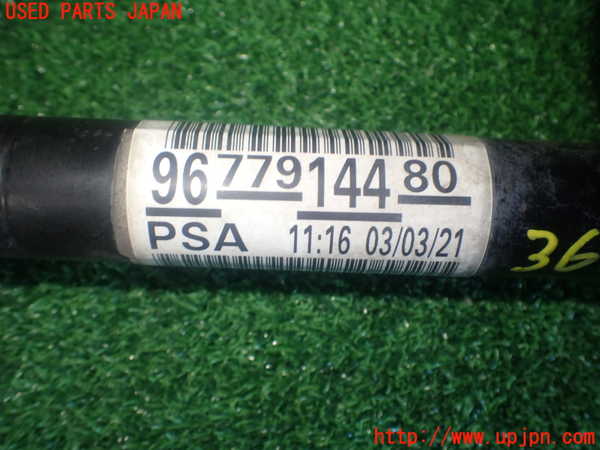 USED PARTS JAPAN
96 779 144 80
PSA 11:16 03/03/21
36
http://www.upjpn.com/